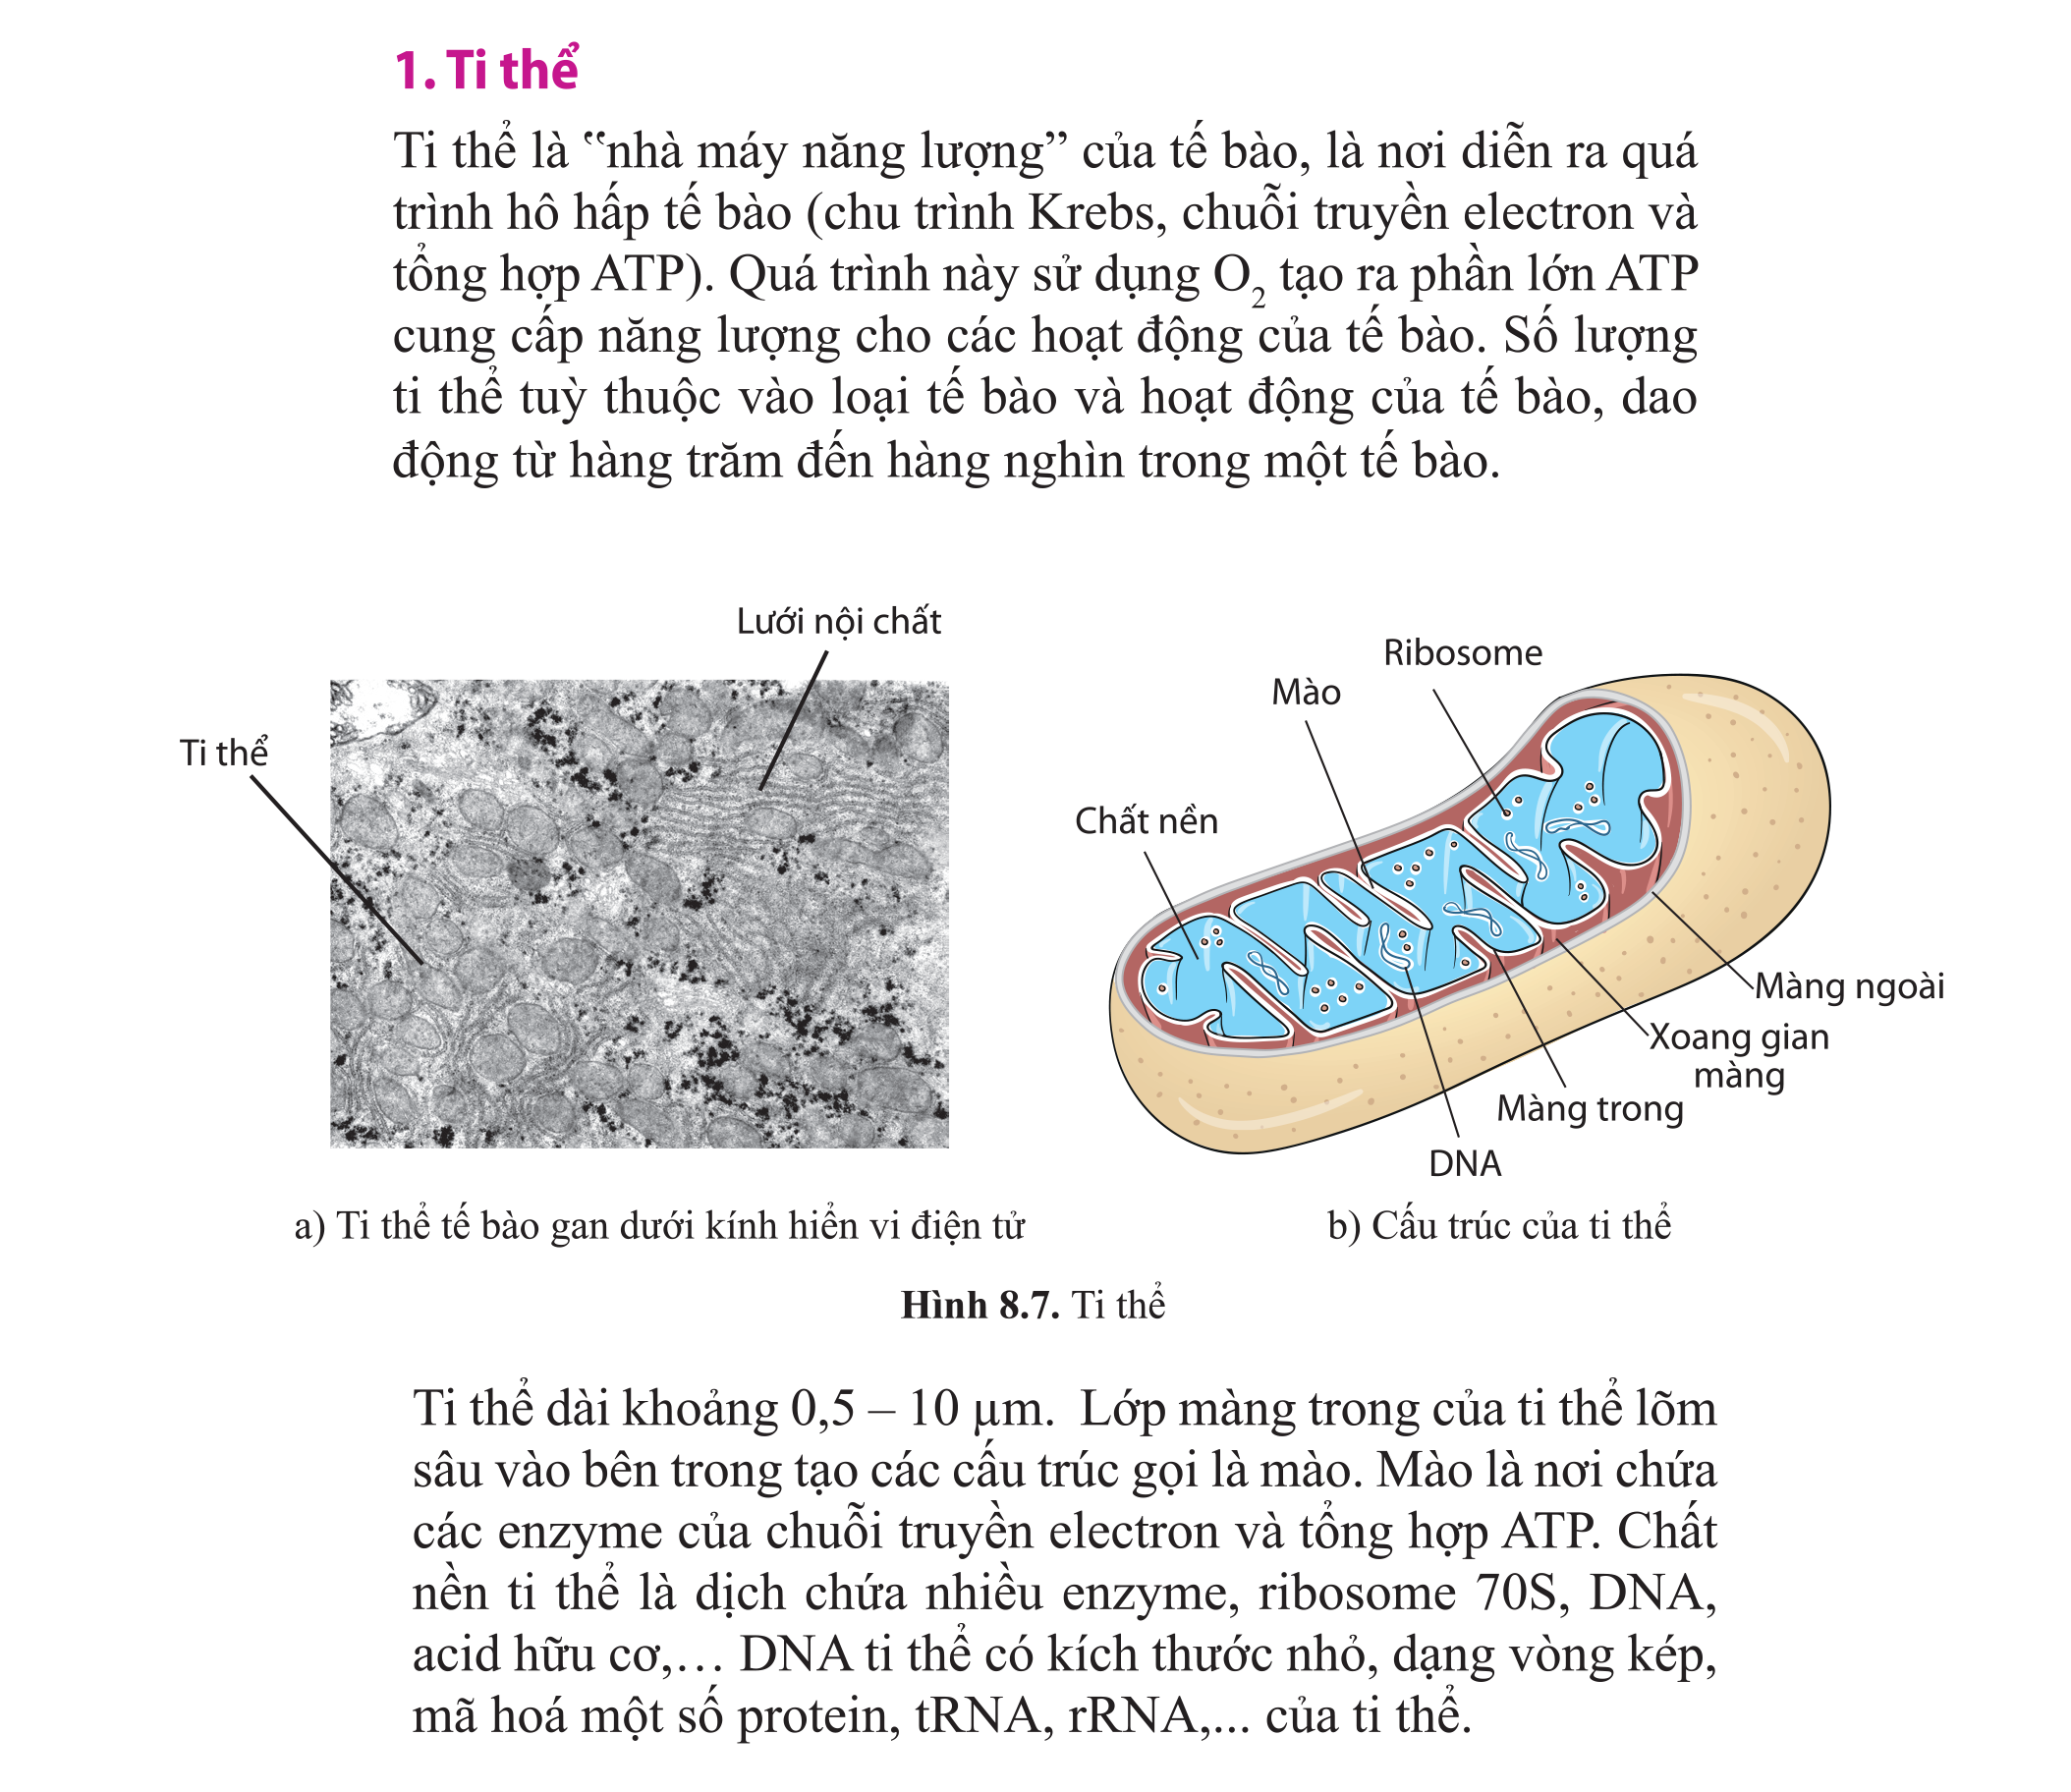 1. Ti thể
Ti thể là “nhà máy năng lượng” của tế bào, là nơi diễn ra quá
trình hô hấp tế bào (chu trình Krebs, chuỗi truyền electron và
tổng hợp ATP). Quá trình này sử dụng O₂ tạo ra phần lớn ATP
cung cấp năng lượng cho các hoạt động của tế bào. Số lượng
ti thể tuỳ thuộc vào loại tế bào và hoạt động của tế bào, dao
động từ hàng trăm đến hàng nghìn trong một tế bào.
Lưới nội chất
Ti thể
Ribosome
Mào
Chất nền
Màng ngoài
Xoang gian
màng
Màng trong
DNA
a) Ti thể tế bào gan dưới kính hiển vi điện tử
b) Cấu trúc của ti thể
Hình 8.7. Ti thể
Ti thể dài khoảng 0,5 – 10 µm. Lớp màng trong của ti thể lõm
sâu vào bên trong tạo các cấu trúc gọi là mào. Mào là nơi chứa
các enzyme của chuỗi truyền electron và tổng hợp ATP. Chất
nền ti thể là dịch chứa nhiều enzyme, ribosome 70S, DNA,
acid hữu cơ,… DNA ti thể có kích thước nhỏ, dạng vòng kép,
mã hoá một số protein, tRNA, rRNA,... của ti thể.